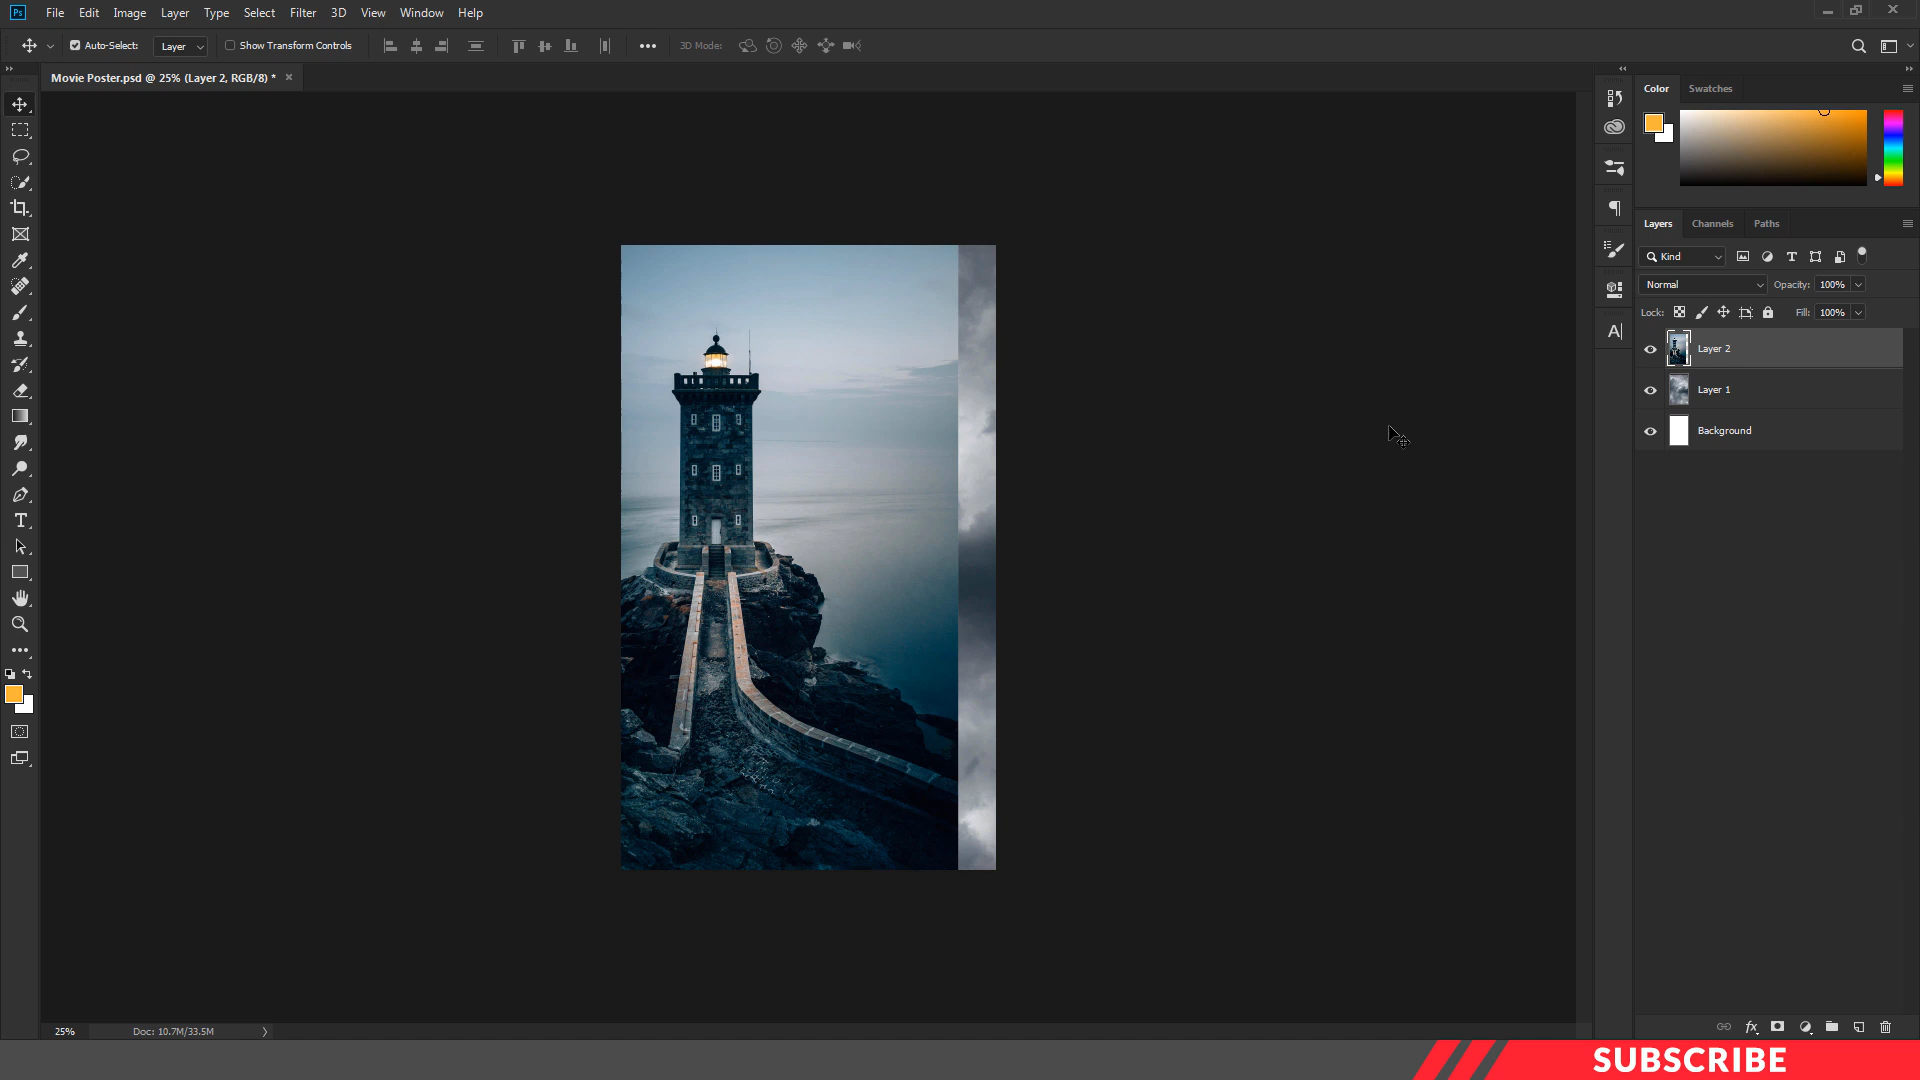 Ps File Edit Image Layer Type Select Filter 3D View Window Help
Auto-Select: Layer Show Transform Controls 3D Mode:
Movie Poster.psd @ 25% (Layer 2, RGB/8) *
Color Swatches
Layers Channels Paths
Kind
Normal Opacity: 100%
Lock: Fill: 100%
Layer 2
Layer 1
Background
25% Doc: 10.7M/33.5M
fx
SUBSCRIBE